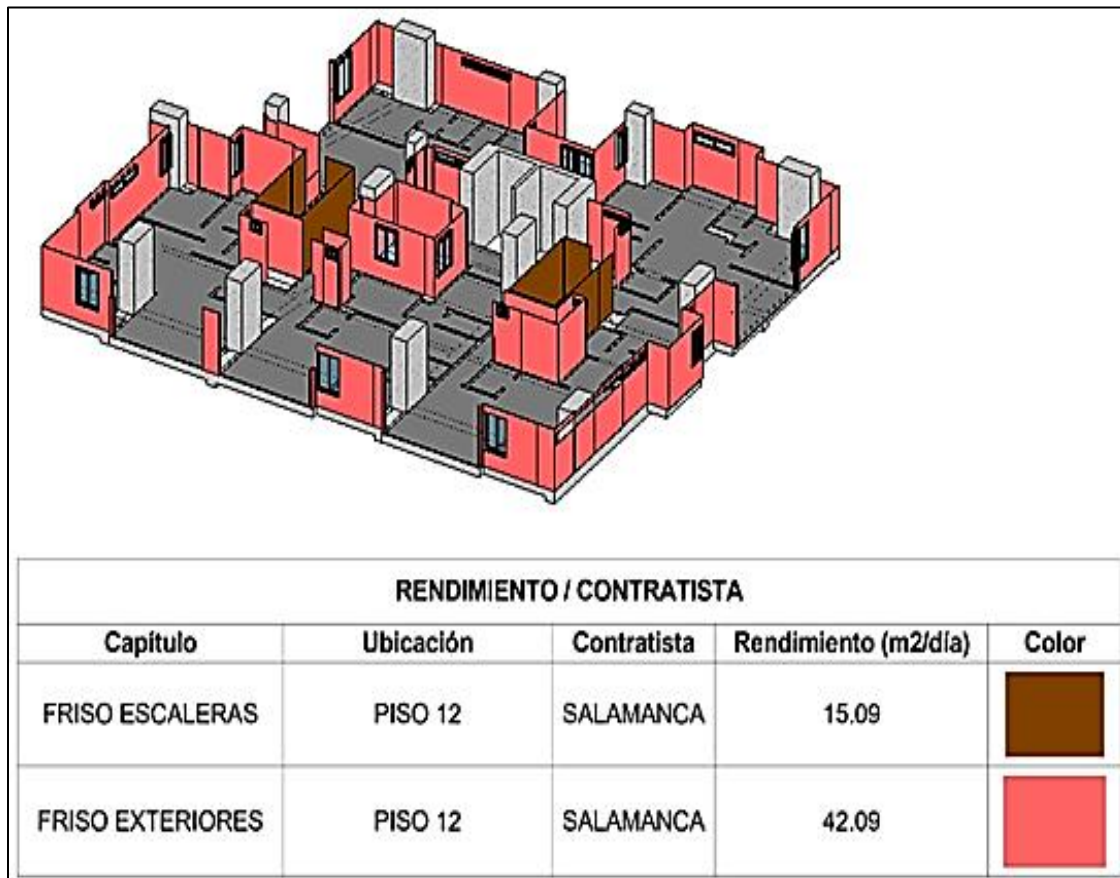 RENDIMIENTO / CONTRATISTA
Capítulo Ubicación Contratista Rendimiento (m2/día) Color
FRISO ESCALERAS PISO 12 SALAMANCA 15.09
FRISO EXTERIORES PISO 12 SALAMANCA 42.09